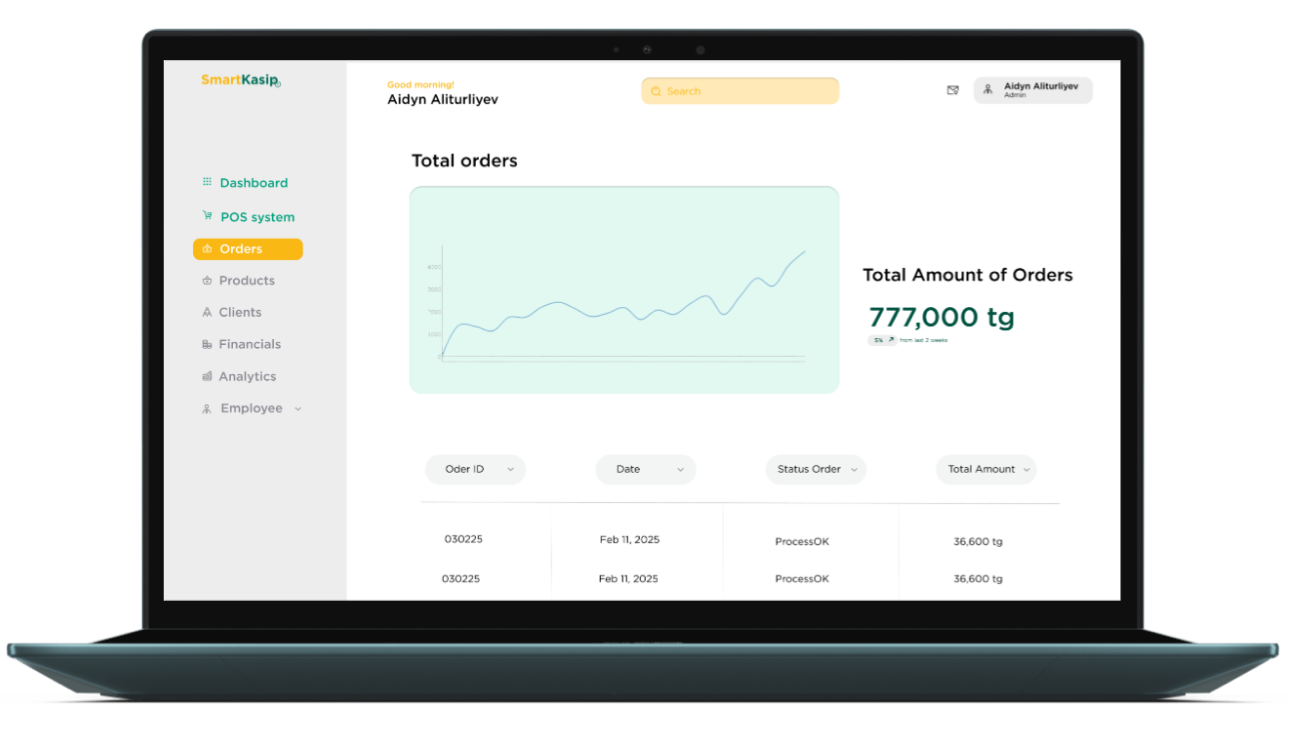 SmartKasip
Good morning!
Aidyn Aliturliyev
Search
Aidyn Aliturliyev
Admin
Total orders
Dashboard
POS system
Orders
Products
Clients
Financials
Analytics
Employee
4000
3000
1000
0
Total Amount of Orders
777,000 tg
5% from last 2 weeks
Oder ID
Date
Status Order
Total Amount
030225
Feb 11, 2025
ProcessOK
36,600 tg
030225
Feb 11, 2025
ProcessOK
36,600 tg